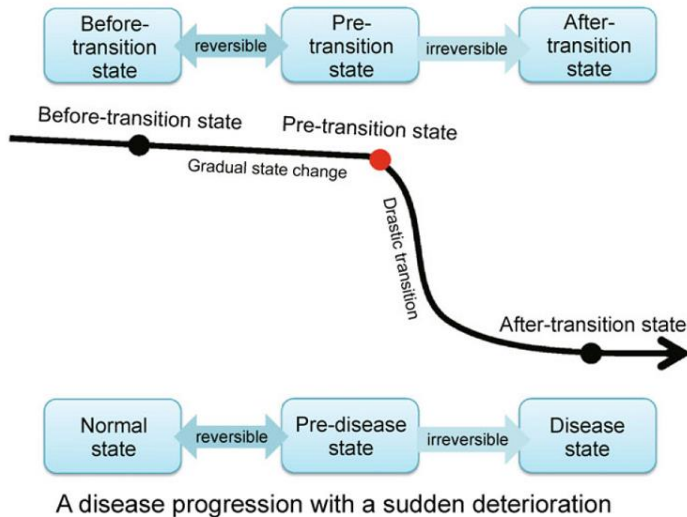 Before-
transition
state
reversible
Pre-
transition
state
irreversible
After-
transition
state
Before-transition state
Pre-transition state
Gradual state change
Drastic transition
After-transition state
Normal
state
reversible
Pre-disease
state
irreversible
Disease
state
A disease progression with a sudden deterioration